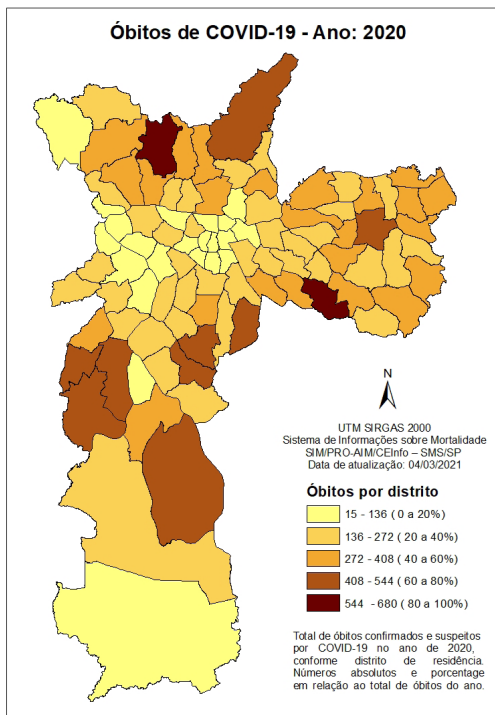 Óbitos de COVID-19 - Ano: 2020
N
UTM SIRGAS 2000
Sistema de Informações sobre Mortalidade
SIM/PRO-AIM/CEInfo – SMS/SP
Data de atualização: 04/03/2021
Óbitos por distrito
15 - 136 ( 0 a 20%)
136 - 272 ( 20 a 40%)
272 - 408 ( 40 a 60%)
408 - 544 ( 60 a 80%)
544 - 680 ( 80 a 100%)
Total de óbitos confirmados e suspeitos
por COVID-19 no ano de 2020,
conforme distrito de residência.
Números absolutos e porcentage
em relação ao total de óbitos do ano.